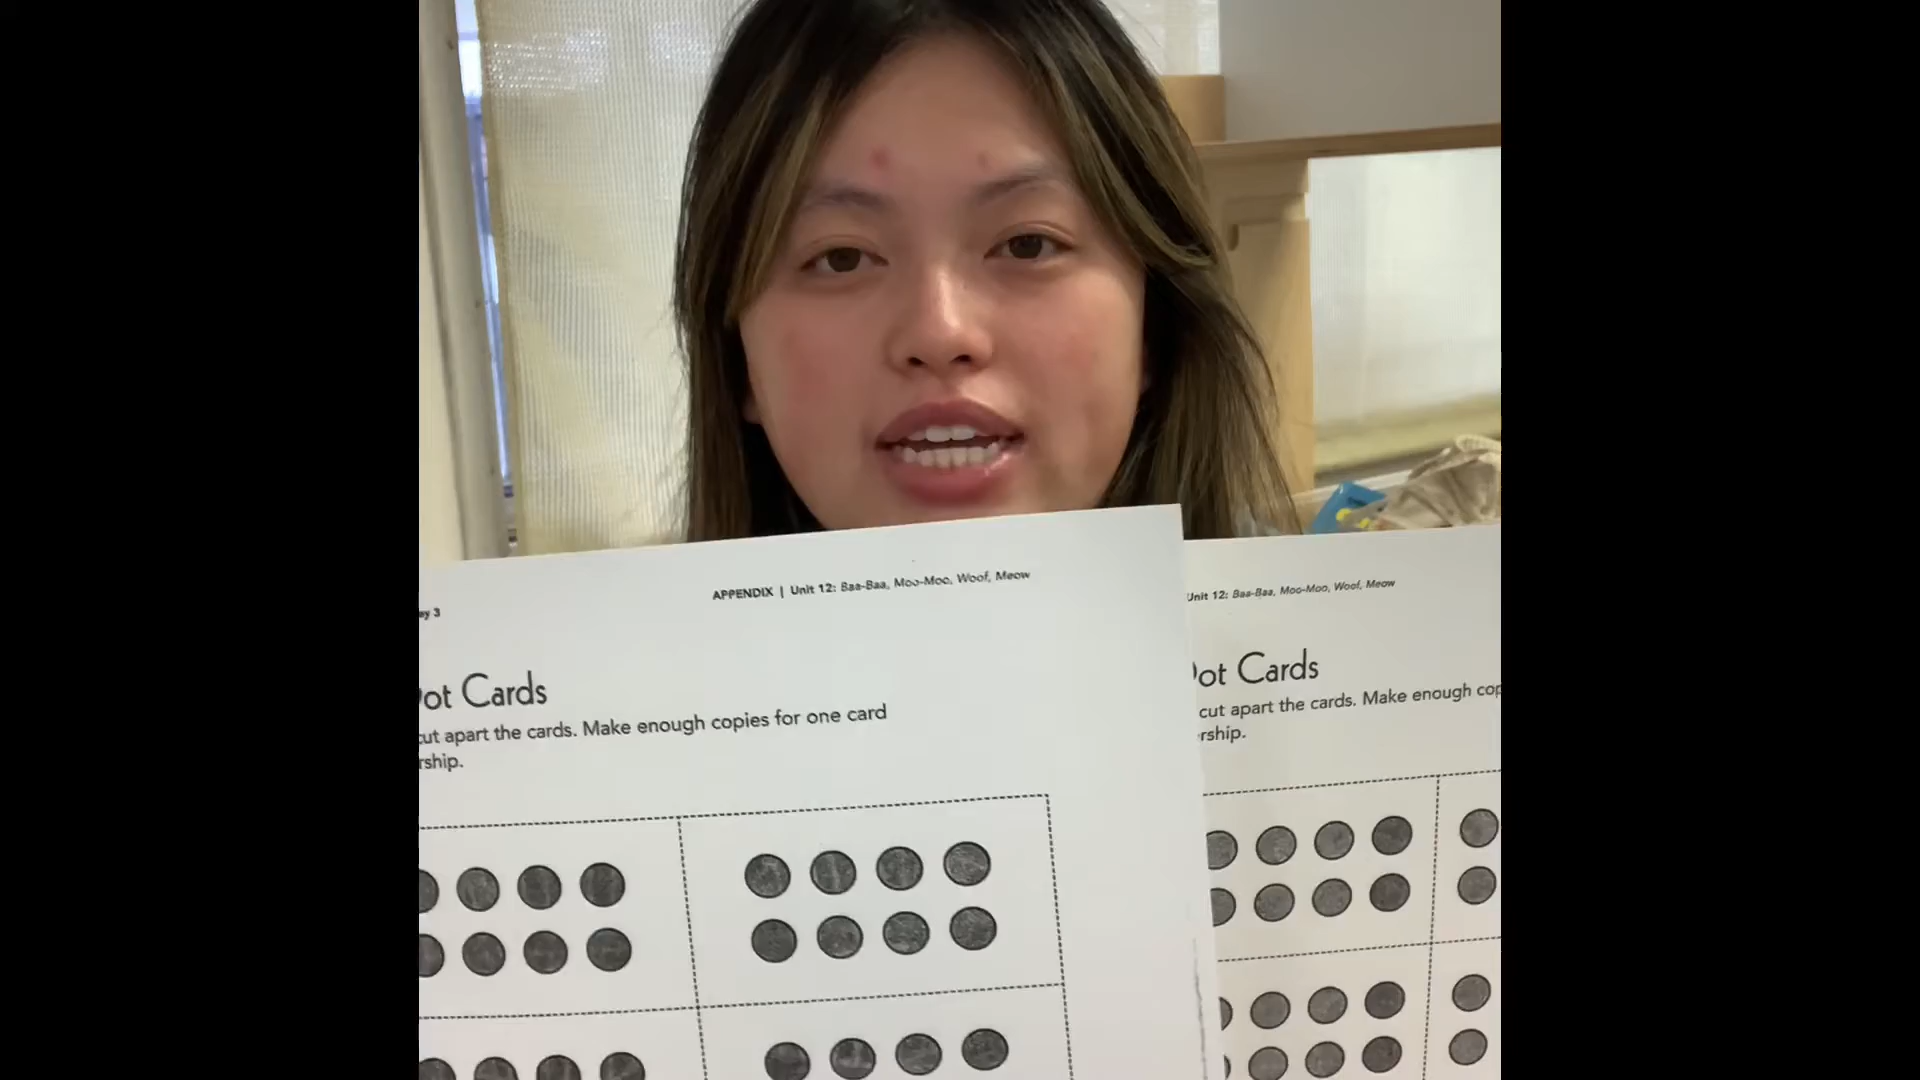 ay 3
APPENDIX | Unit 12: Baa-Baa, Moo-Moo, Woof, Meow
ot Cards
cut apart the cards. Make enough copies for one card
rship.
Unit 12: Baa-Baa, Moo-Moo, Woof, Meow
ot Cards
cut apart the cards. Make enough cop
rship.